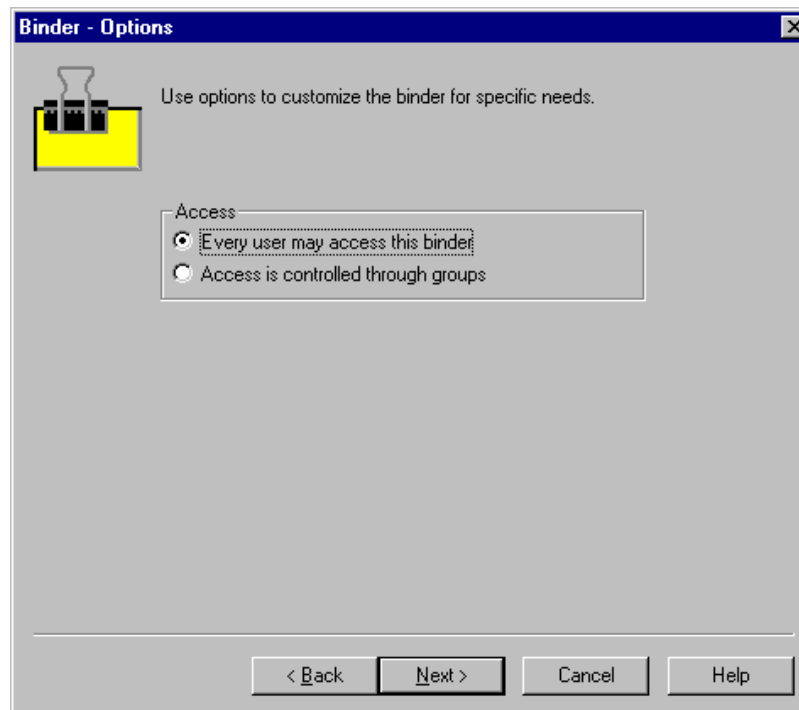 Binder - Options
Use options to customize the binder for specific needs.
Access
Every user may access this binder
Access is controlled through groups
< Back Next > Cancel Help